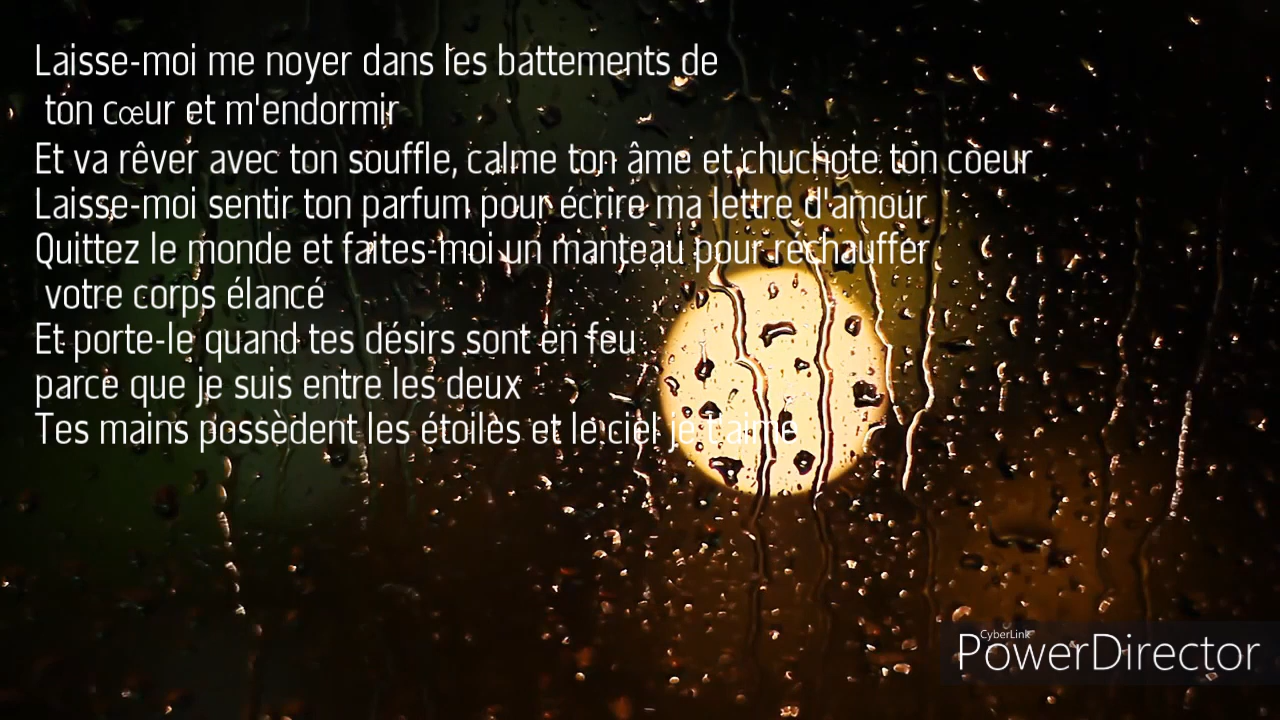 Laisse-moi me noyer dans les battements de
ton cœur et m'endormir
Et va rêver avec ton souffle, calme ton âme et chuchote ton coeur
Laisse-moi sentir ton parfum pour écrire ma lettre d'amour
Quittez le monde et faites-moi un manteau pour réchauffer
votre corps élancé
Et porte-le quand tes désirs sont en feu
parce que je suis entre les deux
Tes mains possèdent les étoiles et le ciel je t'aime
CyberLink
PowerDirector